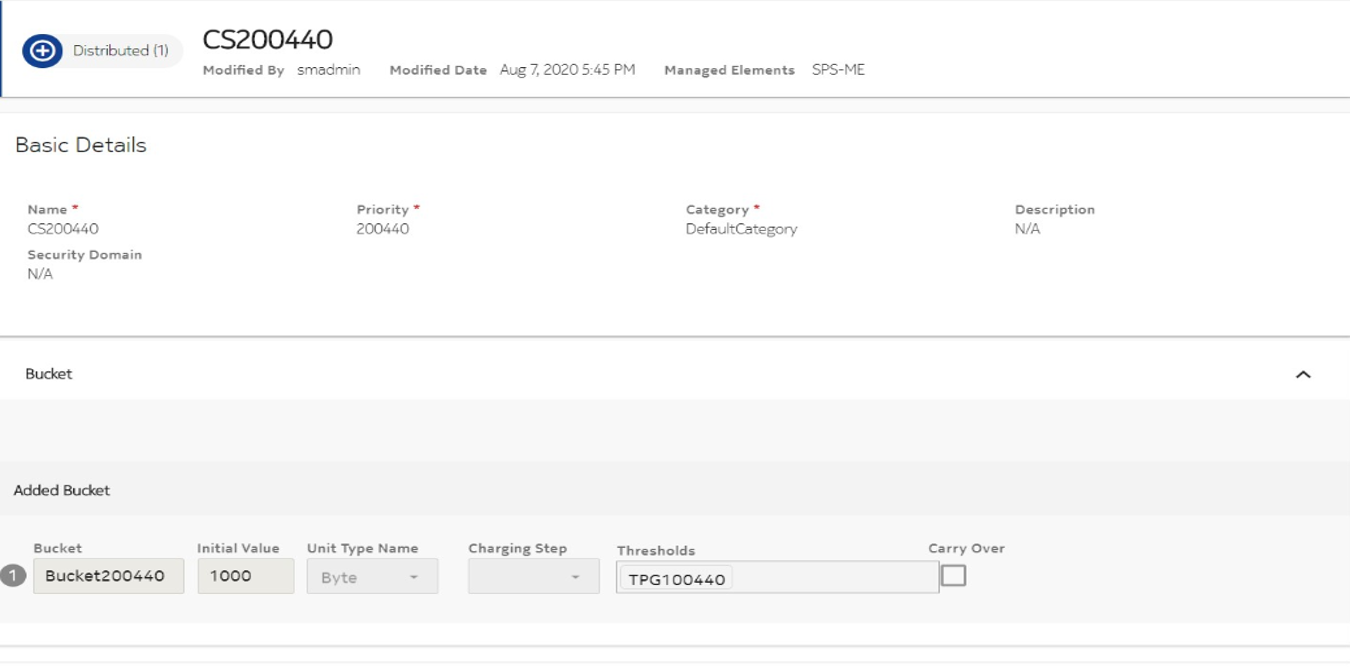 Distributed (1)
CS200440
Modified By smadmin Modified Date Aug 7, 2020 5:45 PM Managed Elements SPS-ME
Basic Details
Name * Priority * Category * Description
CS200440 200440 DefaultCategory N/A
Security Domain
N/A
Bucket
Added Bucket
Bucket Initial Value Unit Type Name Charging Step Thresholds Carry Over
1 Bucket200440 1000 Byte TPG100440